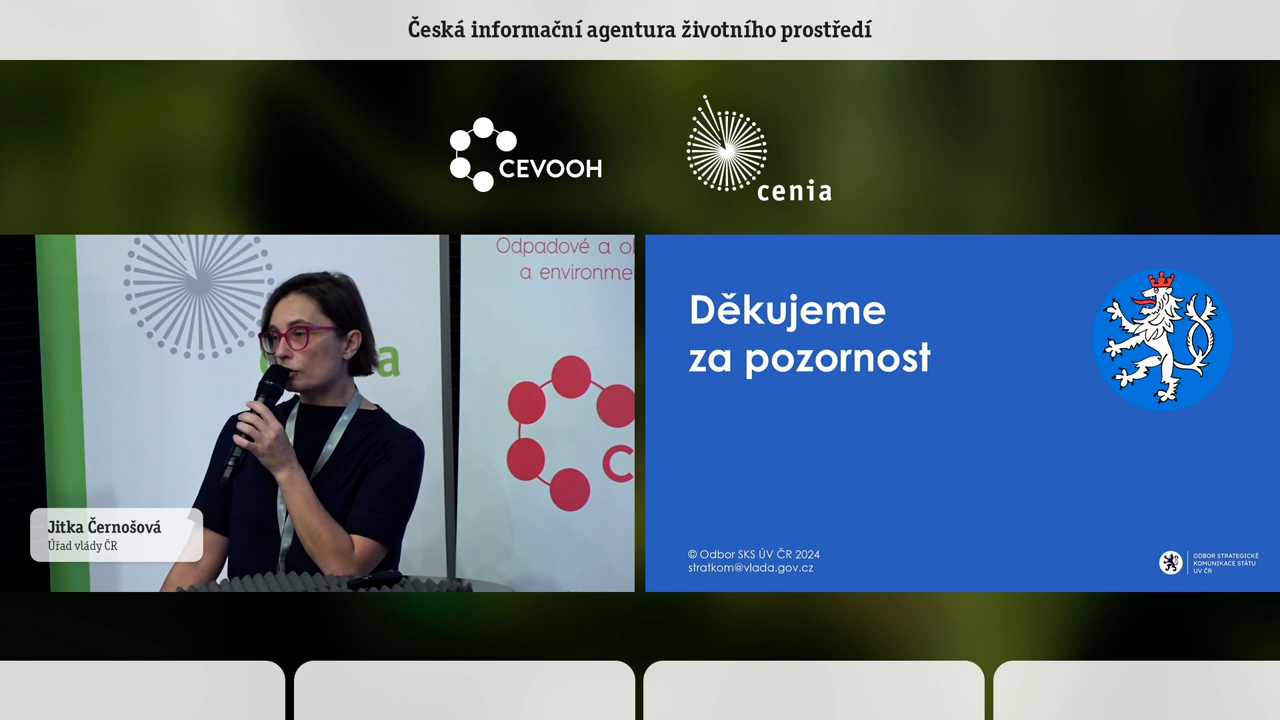 Česká informační agentura životního prostředí
CEVOOH
cenia
Odpadové a
a environme
Jitka Černošová
Úřad vlády ČR
Děkujeme
za pozornost
© Odbor SKS ÚV ČR 2024
stratkom@vlada.gov.cz
ODBOR STRATEGICKÉ
KOMUNIKACE STÁTU
ÚV ČR